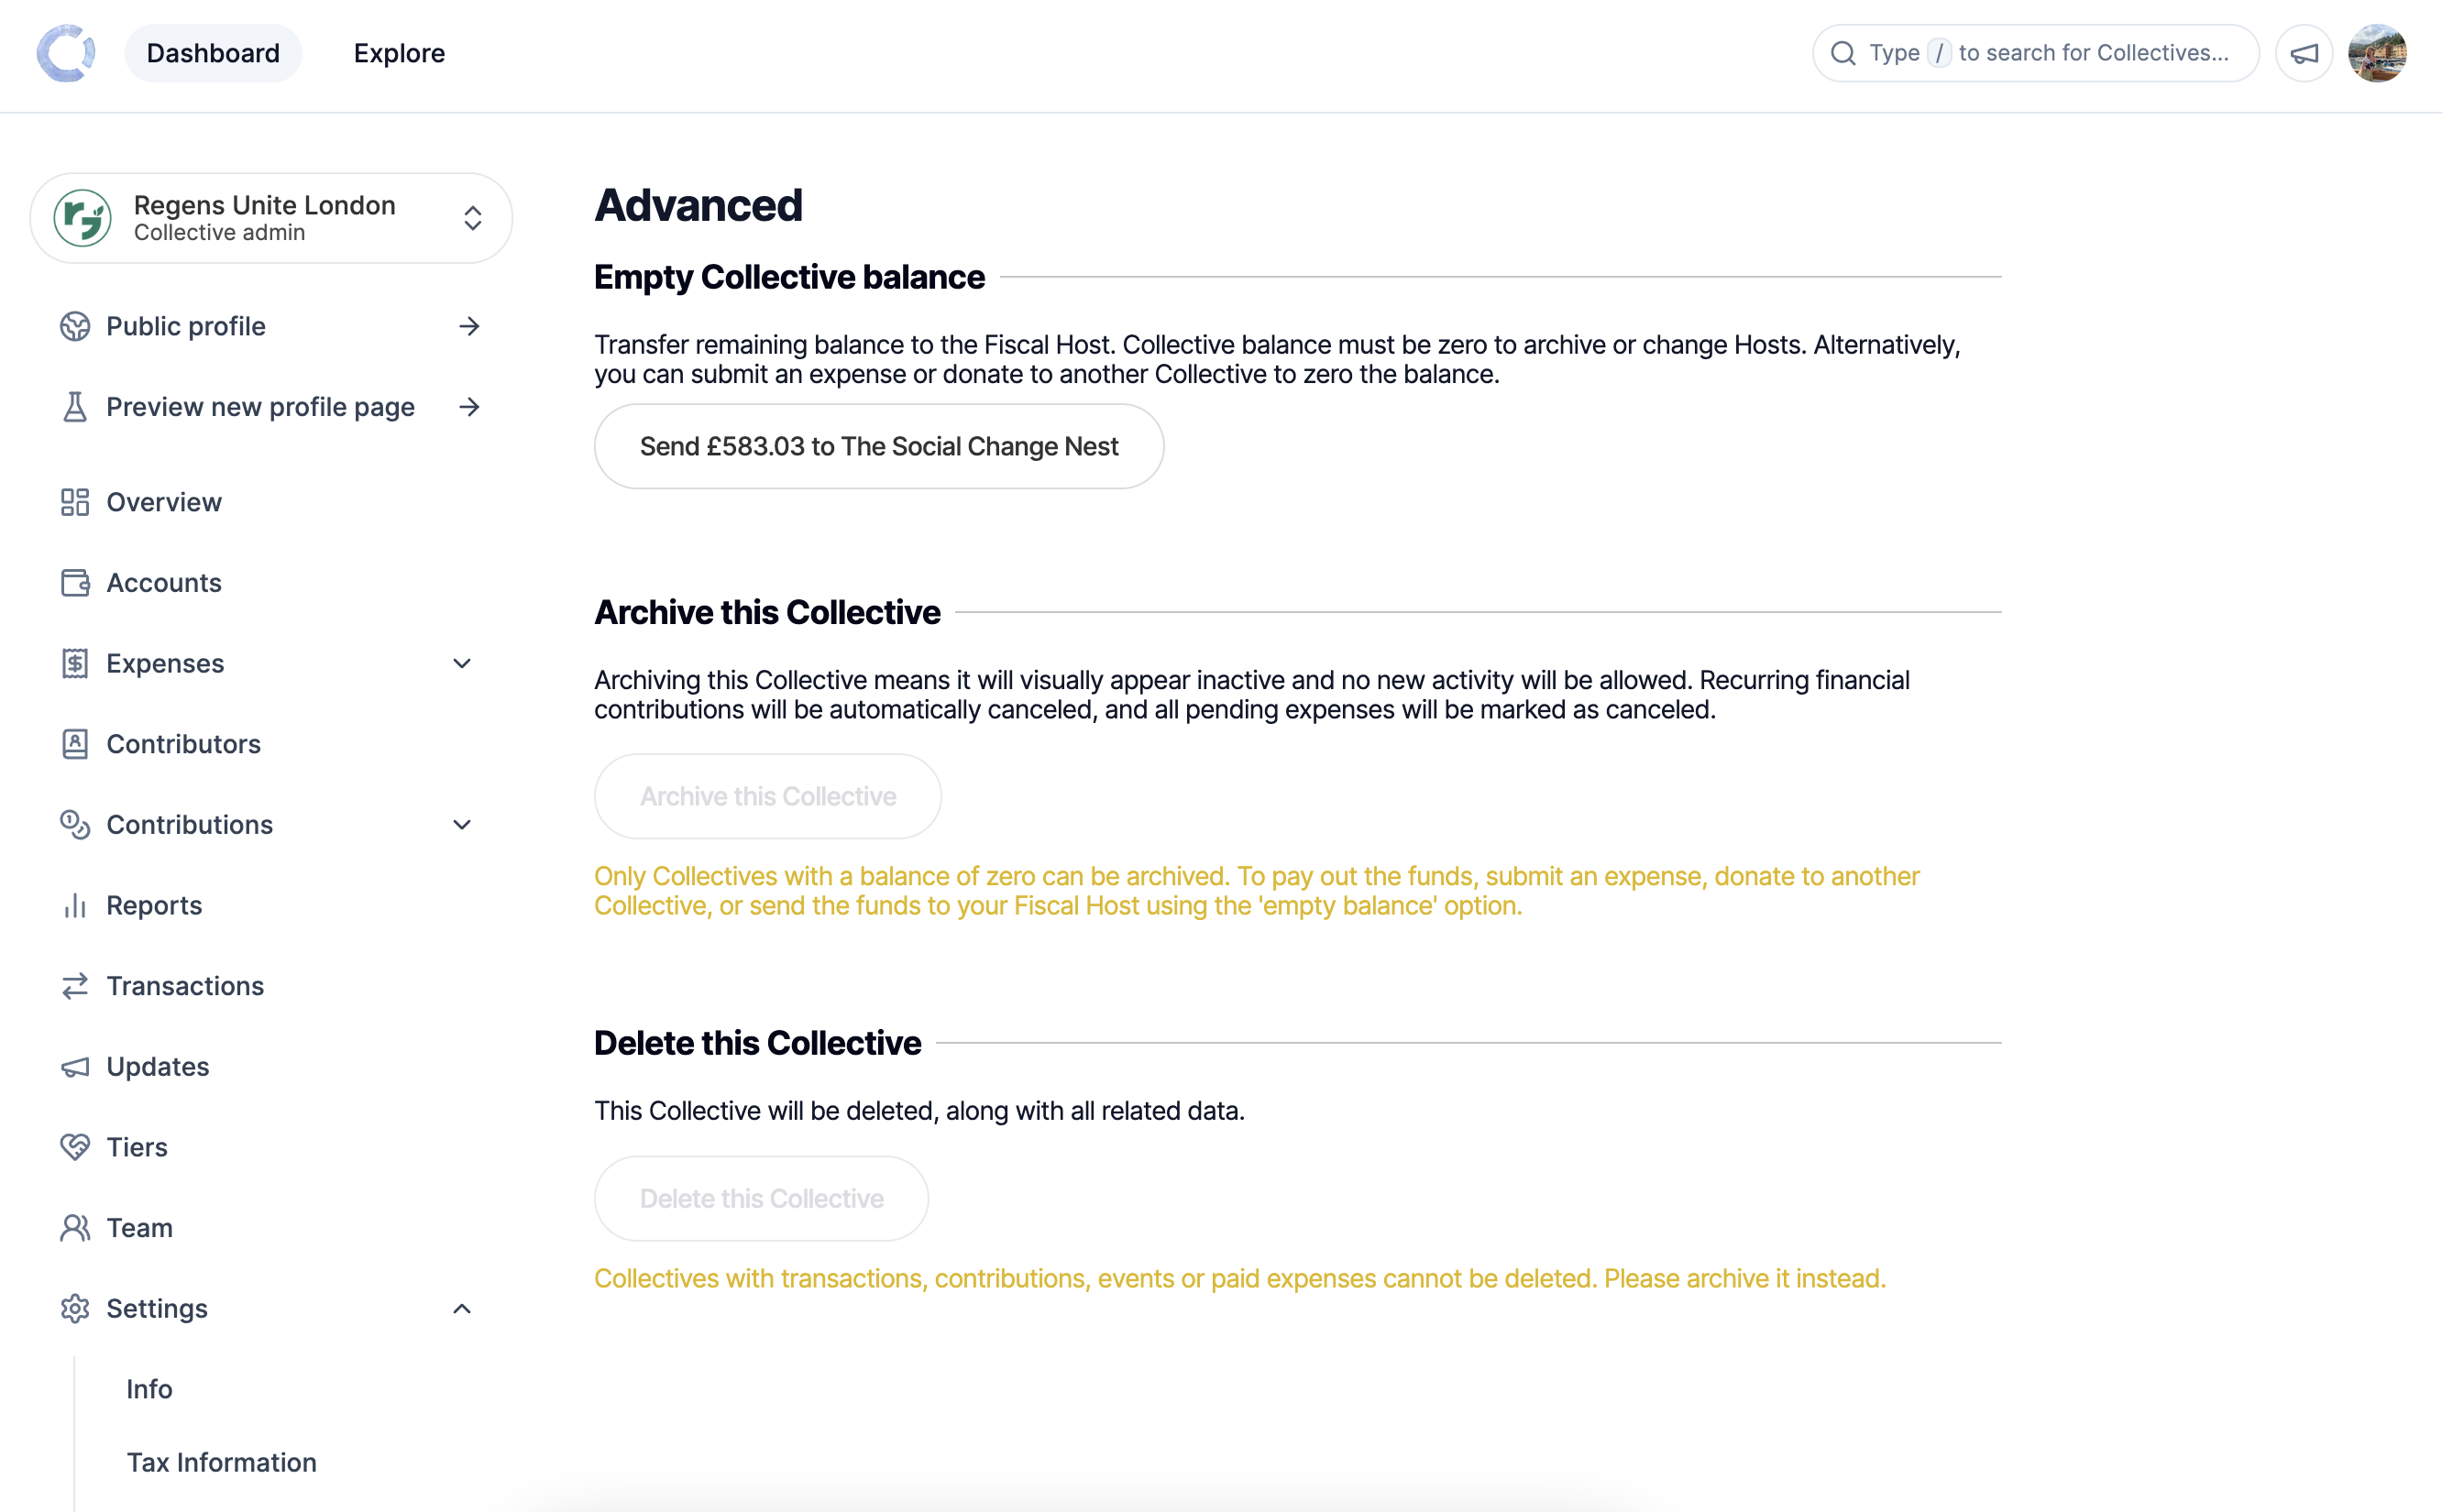 Dashboard
Explore
Type / to search for Collectives...
Regens Unite London
Collective admin
Public profile
Preview new profile page
Overview
Accounts
Expenses
Contributors
Contributions
Reports
Transactions
Updates
Tiers
Team
Settings
Info
Tax Information
Advanced
Empty Collective balance
Transfer remaining balance to the Fiscal Host. Collective balance must be zero to archive or change Hosts. Alternatively,
you can submit an expense or donate to another Collective to zero the balance.
Send £583.03 to The Social Change Nest
Archive this Collective
Archiving this Collective means it will visually appear inactive and no new activity will be allowed. Recurring financial
contributions will be automatically canceled, and all pending expenses will be marked as canceled.
Archive this Collective
Only Collectives with a balance of zero can be archived. To pay out the funds, submit an expense, donate to another
Collective, or send the funds to your Fiscal Host using the 'empty balance' option.
Delete this Collective
This Collective will be deleted, along with all related data.
Delete this Collective
Collectives with transactions, contributions, events or paid expenses cannot be deleted. Please archive it instead.